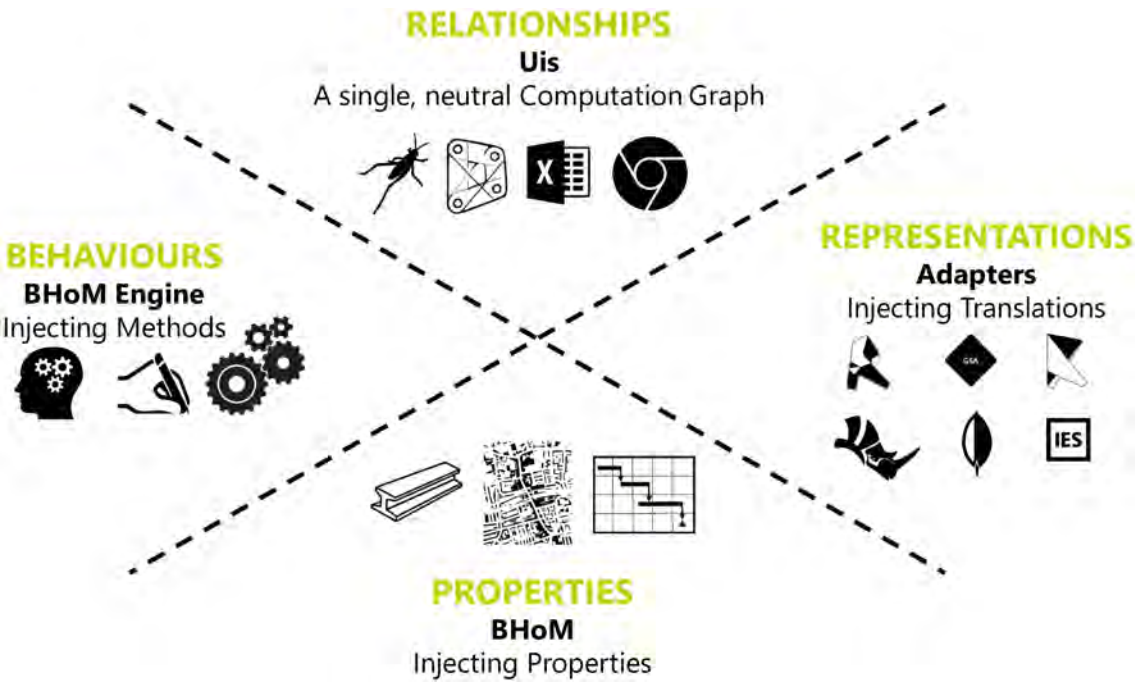 RELATIONSHIPS
Uis
A single, neutral Computation Graph
X
BEHAVIOURS
BHoM Engine
Injecting Methods
REPRESENTATIONS
Adapters
Injecting Translations
GSA
IES
PROPERTIES
BHoM
Injecting Properties